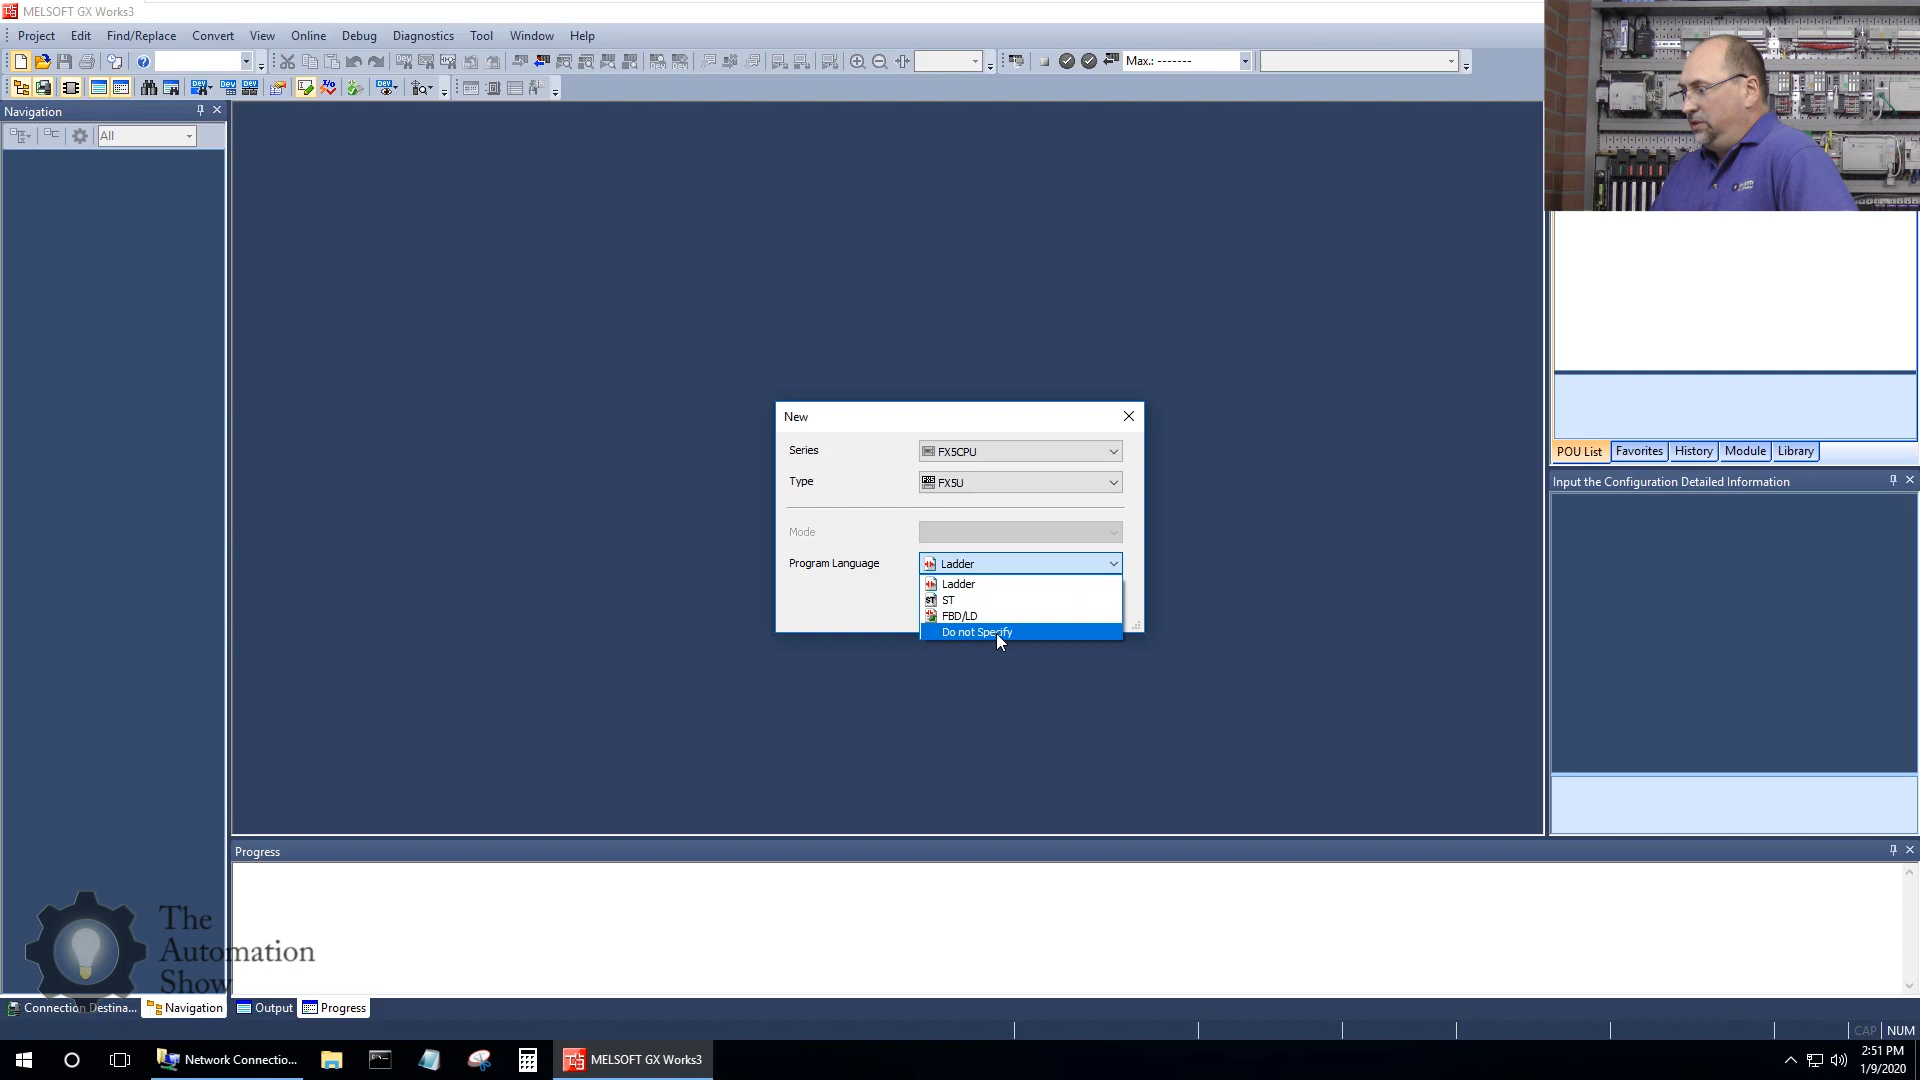 MELSOFT GX Works3
Project Edit Find/Replace Convert View Online Debug Diagnostics Tool Window Help
Max.: -------
Navigation
All
New
Series FX5CPU
Type FX5U
Mode
Program Language Ladder
Ladder
ST
FBD/LD
Do not Specify
POU List Favorites History Module Library
Input the Configuration Detailed Information
Progress
The
Automation
Show
Connection Destina... Navigation Output Progress
CAP NUM
Network Connectio... MELSOFT GX Works3
2:51 PM
1/9/2020